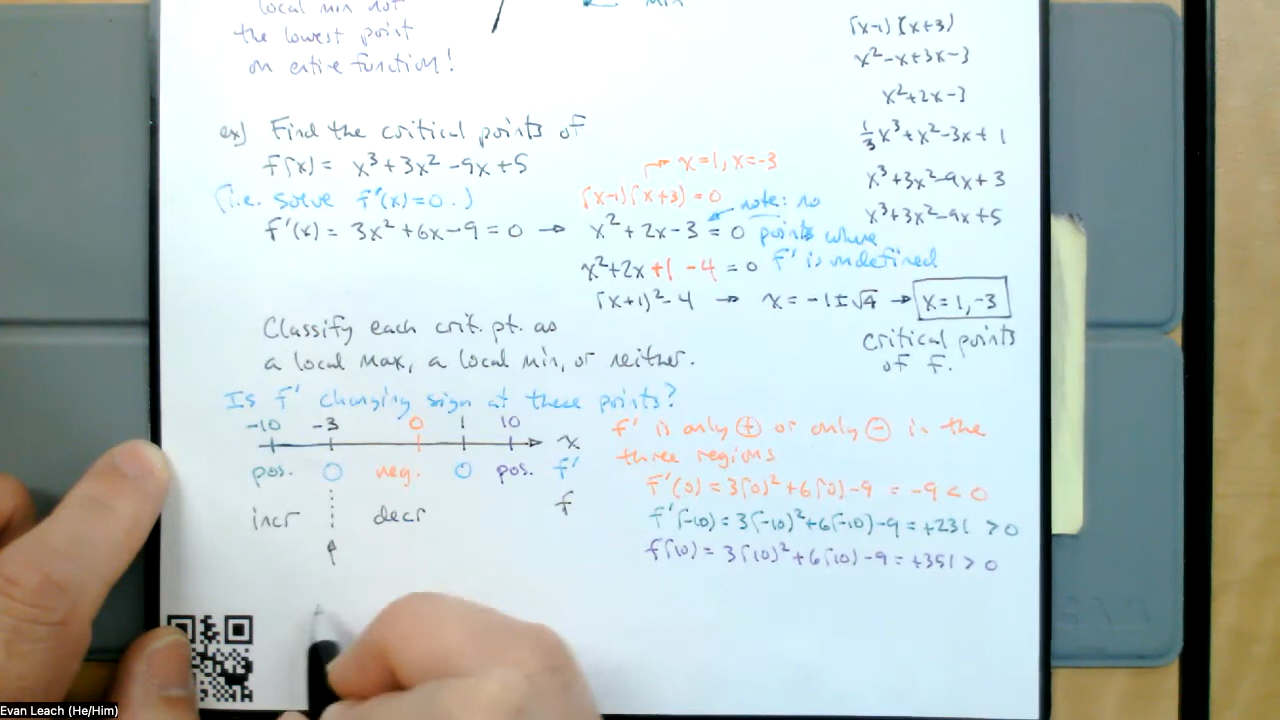 local min not
the lowest point
on entire function!
min
(x-1)(x+3)
x²-x+3x-3
x²+2x-3
⅓x³+x²-3x+1
x³+3x²-9x+3
x³+3x²-9x+5
ex) Find the critical points of
f(x) = x³+3x²-9x+5
(i.e. solve f'(x)=0.)
f'(x) = 3x²+6x-9=0 → x²+2x-3=0
x=1, x=-3
(x-1)(x+3)=0
note: no
points where
f' is undefined
x²+2x+1-4=0
(x+1)²-4 → x=-1±√4 → x=1,-3
critical points
of f.
Classify each crit. pt. as
a local max, a local min, or neither.
Is f' changing sign at these points?
-10 -3 0 1 10
x
pos. 0 neg. 0 pos. f'
f
incr decr
f' is only + or only - in the
three regions
f'(0)=3(0)²+6(0)-9=-9<0
f'(-10)=3(-10)²+6(-10)-9=+231>0
f(10)=3(10)²+6(10)-9=+351>0
Evan Leach (He/Him)